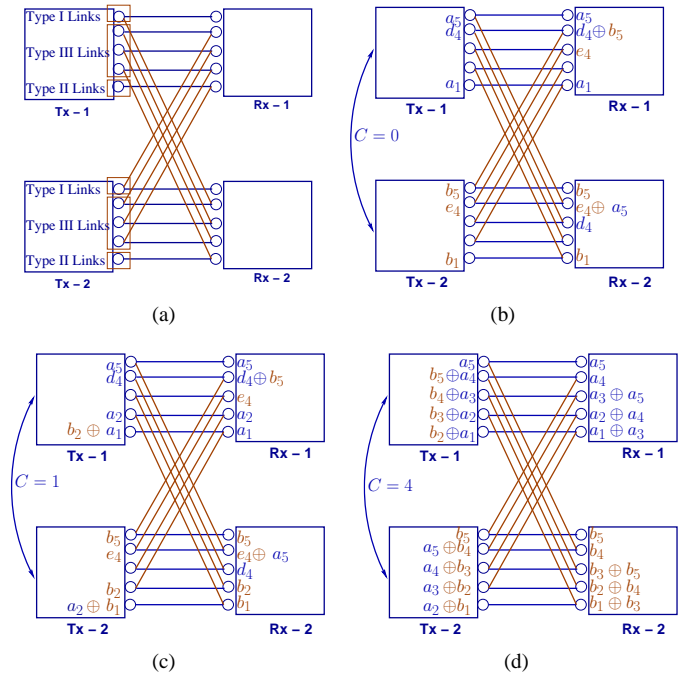 Type I Links
Type III Links
Type II Links
Tx – 1
Rx – 1
Type I Links
Type III Links
Type II Links
Tx – 2
Rx – 2
(a)
a₅
d₄
a₁
Tx – 1
a₅
d₄⊕b₅
e₄
a₁
Rx – 1
C = 0
b₅
e₄
b₁
Tx – 2
b₅
e₄⊕ a₅
d₄
b₁
Rx – 2
(b)
a₅
d₄
a₂
b₂ ⊕ a₁
Tx – 1
a₅
d₄⊕b₅
e₄
a₂
a₁
Rx – 1
C = 1
b₅
e₄
b₂
a₂ ⊕ b₁
Tx – 2
b₅
e₄⊕ a₅
d₄
b₂
b₁
Rx – 2
(c)
a₅
b₅⊕a₄
b₄⊕a₃
b₃⊕a₂
b₂⊕a₁
Tx – 1
a₅
a₄
a₃ ⊕ a₅
a₂ ⊕ a₄
a₁ ⊕ a₃
Rx – 1
C = 4
b₅
a₅⊕b₄
a₄⊕b₃
a₃⊕b₂
a₂⊕b₁
Tx – 2
b₅
b₄
b₃ ⊕ b₅
b₂ ⊕ b₄
b₁ ⊕ b₃
Rx – 2
(d)